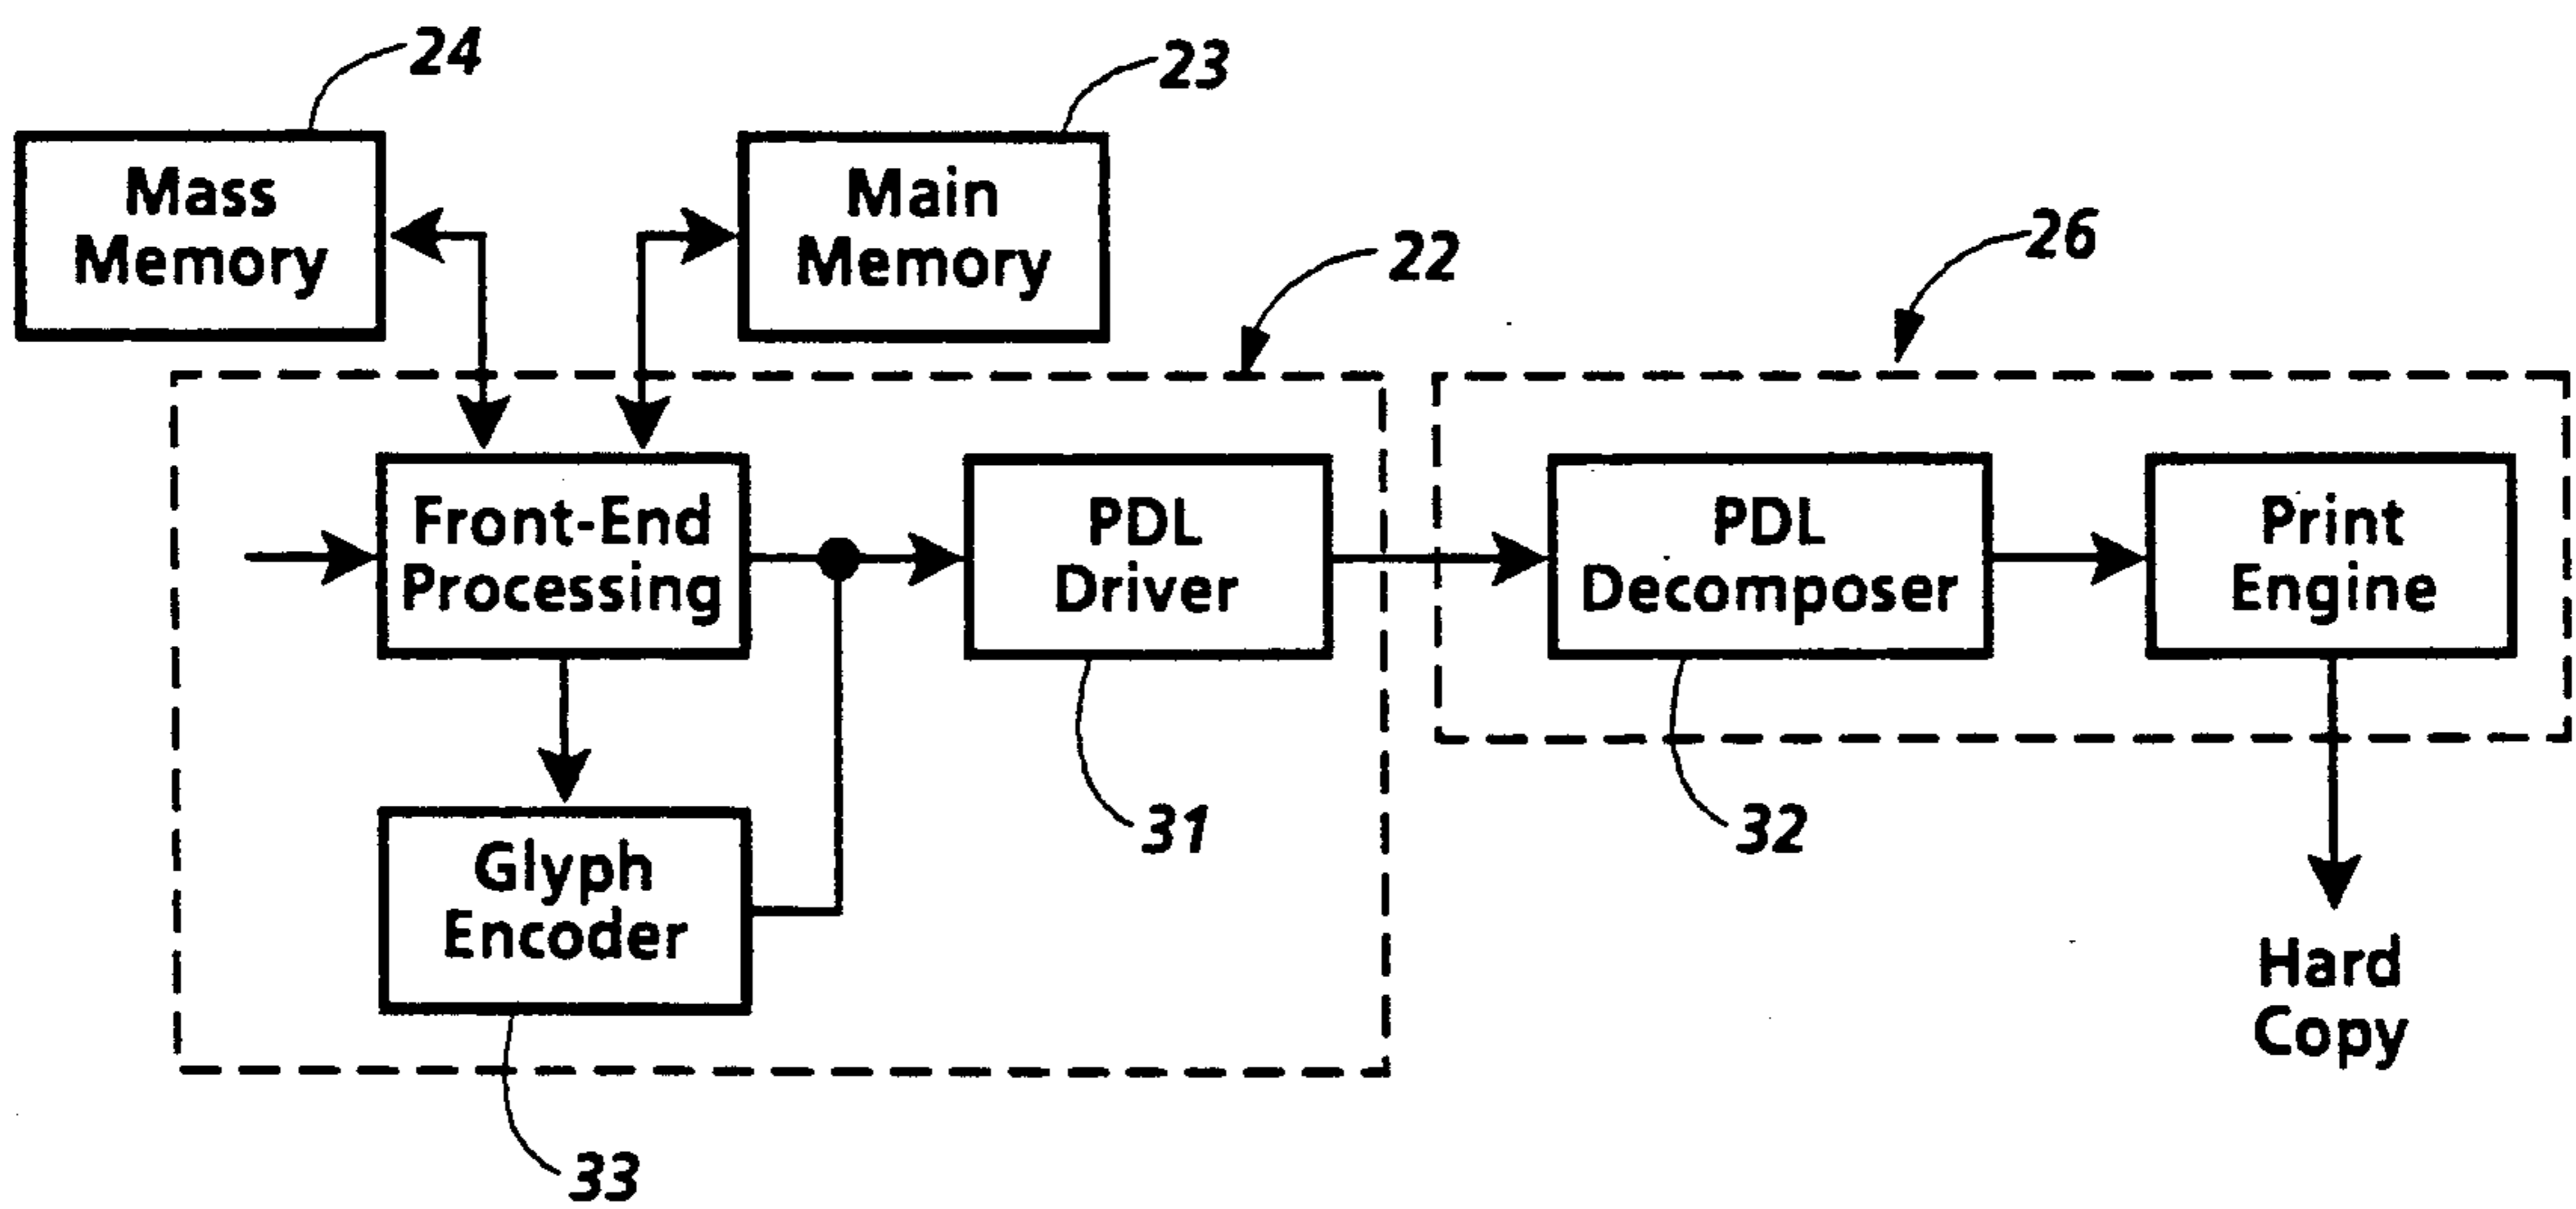 24
23
Mass
Memory
Main
Memory
22
26
Front-End
Processing
PDL
Driver
PDL
Decomposer
Print
Engine
31
32
Glyph
Encoder
Hard
Copy
33